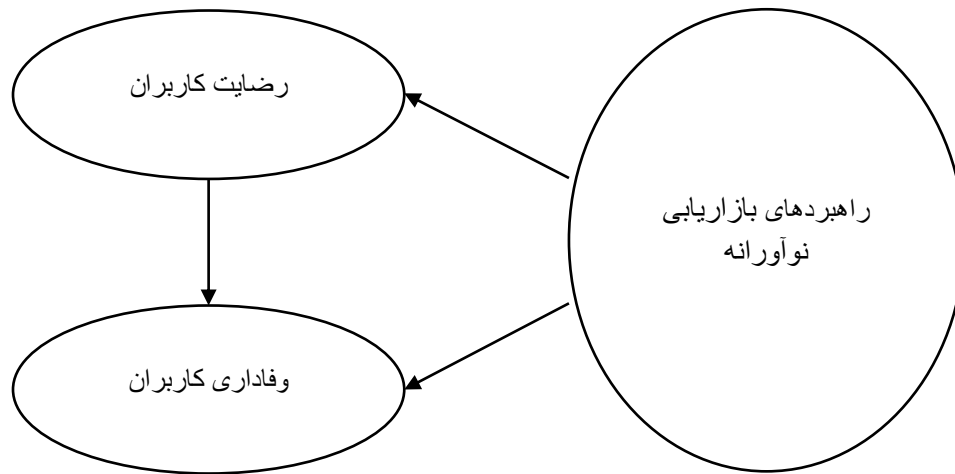 رضایت کاربران
راهبردهای بازاریابی
نوآورانه
وفاداری کاربران